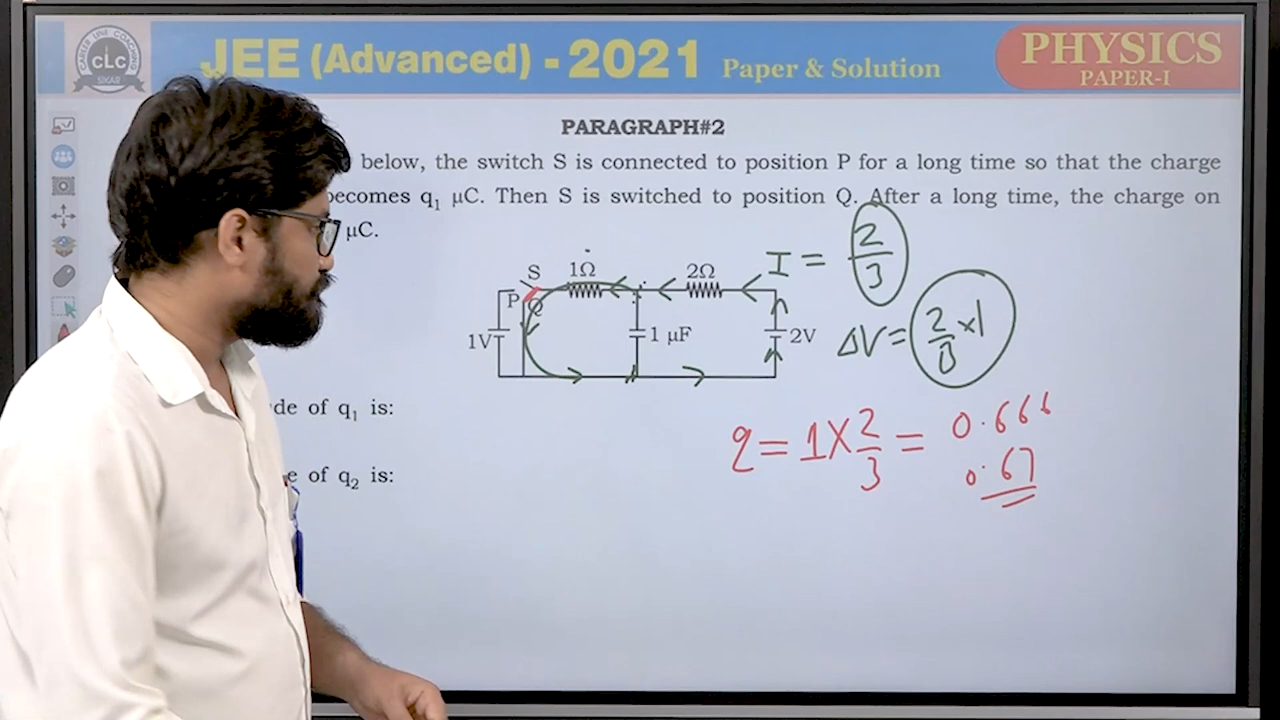 CAREER LINE COACHING
CLC
SIKAR
JEE (Advanced) - 2021 Paper & Solution
PHYSICS
PAPER-I
PARAGRAPH#2
below, the switch S is connected to position P for a long time so that the charge
becomes q₁ μC. Then S is switched to position Q. After a long time, the charge on
μC.
S 1Ω 2Ω
P Q
1V 1 μF 2V
I = 2/3
ΔV = 2/3 × 1
de of q₁ is:
q = 1 × 2/3 = 0.666
0.67
e of q₂ is: